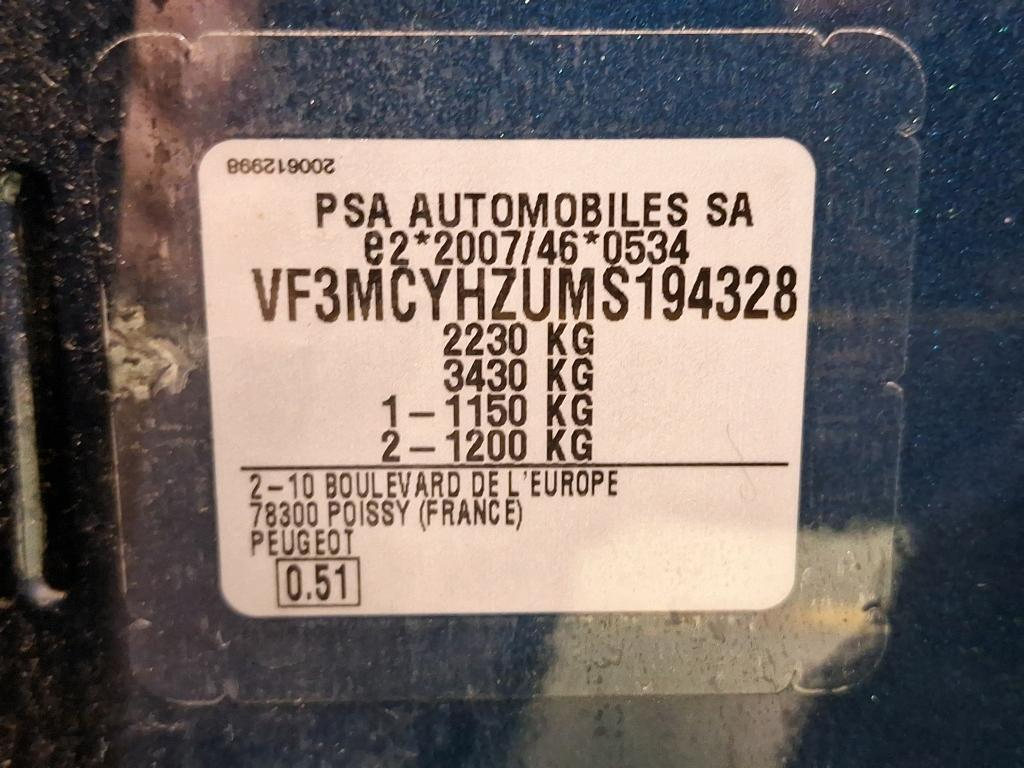 200612998
PSA AUTOMOBILES SA
e2*2007/46*0534
VF3MCYHZUMS194328
2230 KG
3430 KG
1-1150 KG
2-1200 KG
2-10 BOULEVARD DE L'EUROPE
78300 POISSY (FRANCE)
PEUGEOT
0.51